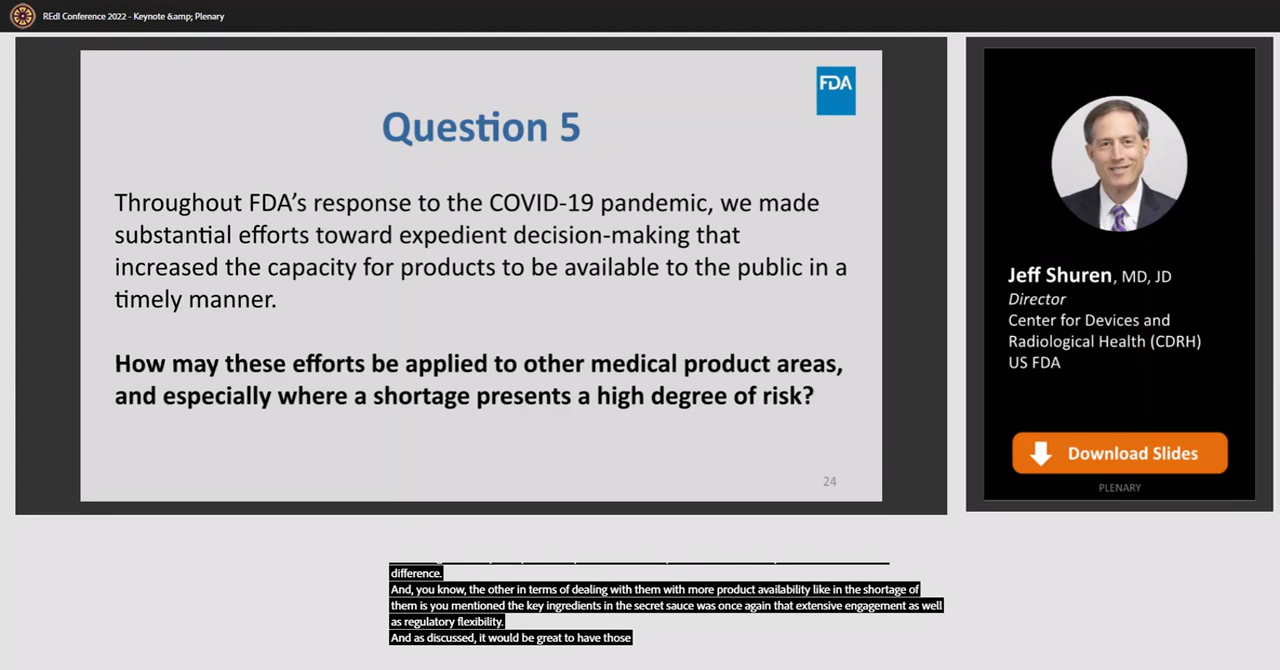 REdI Conference 2022 - Keynote &amp; Plenary
FDA
Question 5
Throughout FDA’s response to the COVID-19 pandemic, we made
substantial efforts toward expedient decision-making that
increased the capacity for products to be available to the public in a
timely manner.
How may these efforts be applied to other medical product areas,
and especially where a shortage presents a high degree of risk?
24
Jeff Shuren, MD, JD
Director
Center for Devices and
Radiological Health (CDRH)
US FDA
Download Slides
PLENARY
difference.
And, you know, the other in terms of dealing with them with more product availability like in the shortage of
them is you mentioned the key ingredients in the secret sauce was once again that extensive engagement as well
as regulatory flexibility.
And as discussed, it would be great to have those